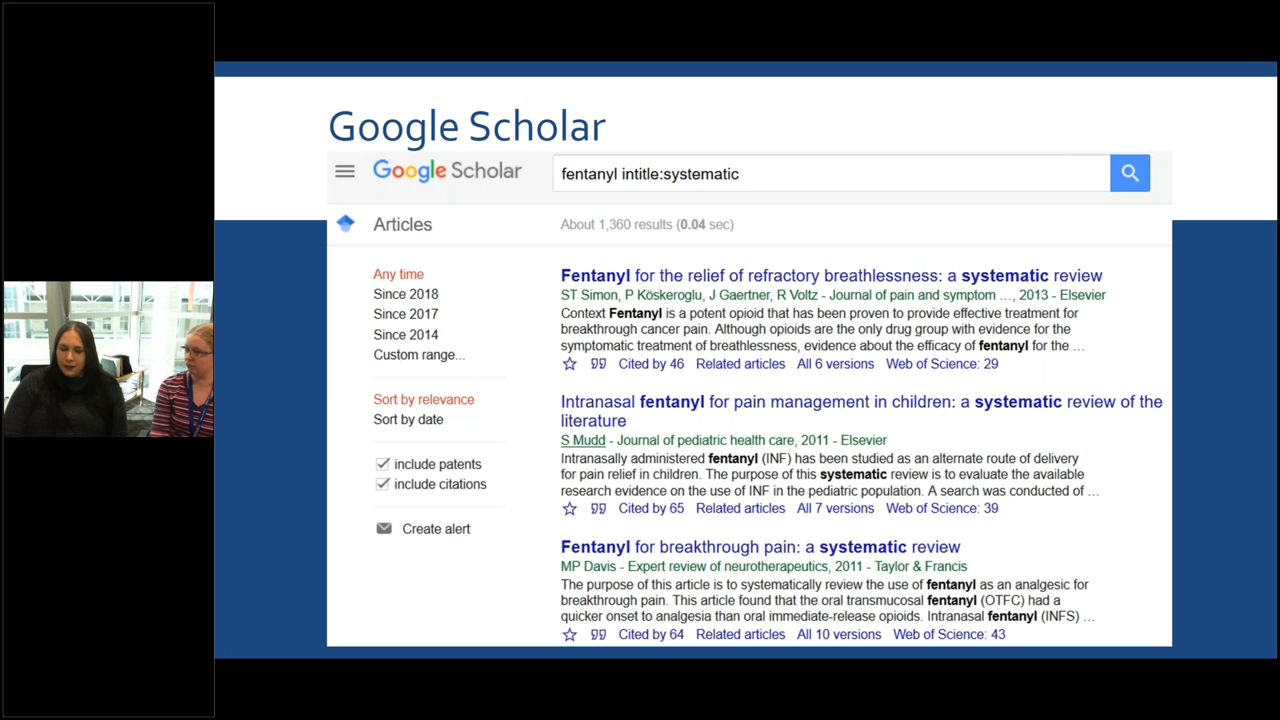 Google Scholar
Google Scholar
fentanyl intitle:systematic
Articles
About 1,360 results (0.04 sec)
Any time
Since 2018
Since 2017
Since 2014
Custom range...
Sort by relevance
Sort by date
include patents
include citations
Create alert
Fentanyl for the relief of refractory breathlessness: a systematic review
ST Simon, P Köskeroglu, J Gaertner, R Voltz - Journal of pain and symptom …, 2013 - Elsevier
Context Fentanyl is a potent opioid that has been proven to provide effective treatment for
breakthrough cancer pain. Although opioids are the only drug group with evidence for the
symptomatic treatment of breathlessness, evidence about the efficacy of fentanyl for the …
Cited by 46 Related articles All 6 versions Web of Science: 29
Intranasal fentanyl for pain management in children: a systematic review of the
literature
S Mudd - Journal of pediatric health care, 2011 - Elsevier
Intranasally administered fentanyl (INF) has been studied as an alternate route of delivery
for pain relief in children. The purpose of this systematic review is to evaluate the available
research evidence on the use of INF in the pediatric population. A search was conducted of …
Cited by 65 Related articles All 7 versions Web of Science: 39
Fentanyl for breakthrough pain: a systematic review
MP Davis - Expert review of neurotherapeutics, 2011 - Taylor & Francis
The purpose of this article is to systematically review the use of fentanyl as an analgesic for
breakthrough pain. This article found that the oral transmucosal fentanyl (OTFC) had a
quicker onset to analgesia than oral immediate-release opioids. Intranasal fentanyl (INFS) …
Cited by 64 Related articles All 10 versions Web of Science: 43